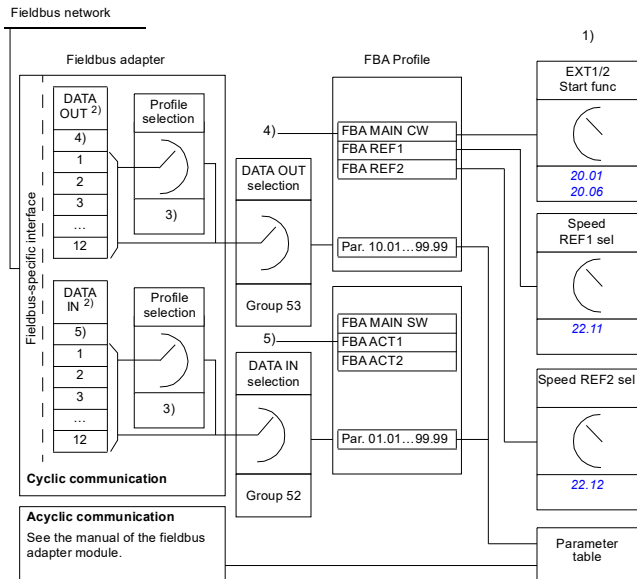 Fieldbus network
1)
Fieldbus adapter
FBA Profile
Fieldbus-specific interface
DATA
OUT 2)
4)
1
2
3
...
12
Profile
selection
3)
DATA OUT
selection
Group 53
4)
FBA MAIN CW
FBA REF1
FBA REF2
Par. 10.01...99.99
EXT1/2
Start func
20.01
20.06
Speed
REF1 sel
22.11
DATA
IN 2)
5)
1
2
3
...
12
Profile
selection
3)
DATA IN
selection
Group 52
5)
FBA MAIN SW
FBA ACT1
FBA ACT2
Par. 01.01...99.99
Speed REF2 sel
22.12
Cyclic communication
Acyclic communication
See the manual of the fieldbus
adapter module.
Parameter
table